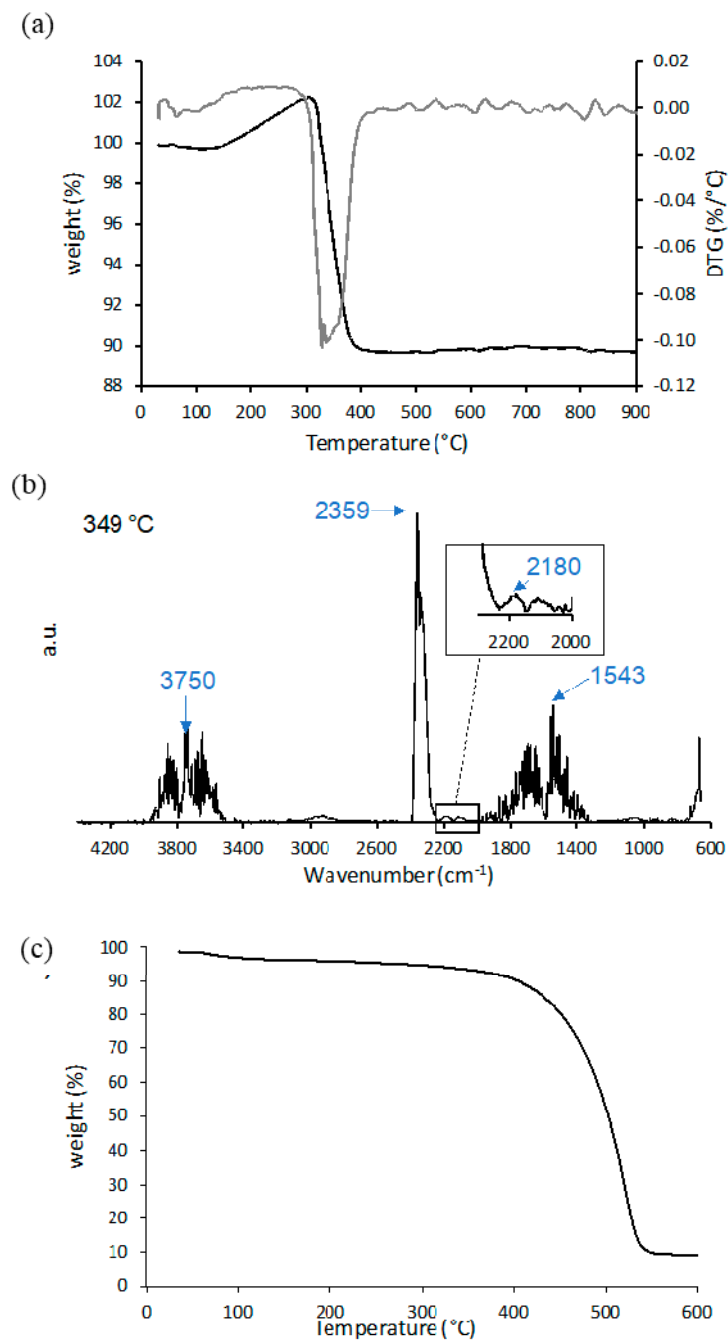 (a)
104
102
100
98
96
94
92
90
88
weight (%)
0.02
0.00
-0.02
-0.04
-0.06
-0.08
-0.10
-0.12
DTG (%/°C)
0 100 200 300 400 500 600 700 800 900
Temperature (°C)
(b)
349 °C
2359
2180
2200 2000
3750
1543
a.u.
4200 3800 3400 3000 2600 2200 1800 1400 1000 600
Wavenumber (cm⁻¹)
(c)
100
90
80
70
60
50
40
30
20
10
0
weight (%)
0 100 200 300 400 500 600
Temperature (°C)